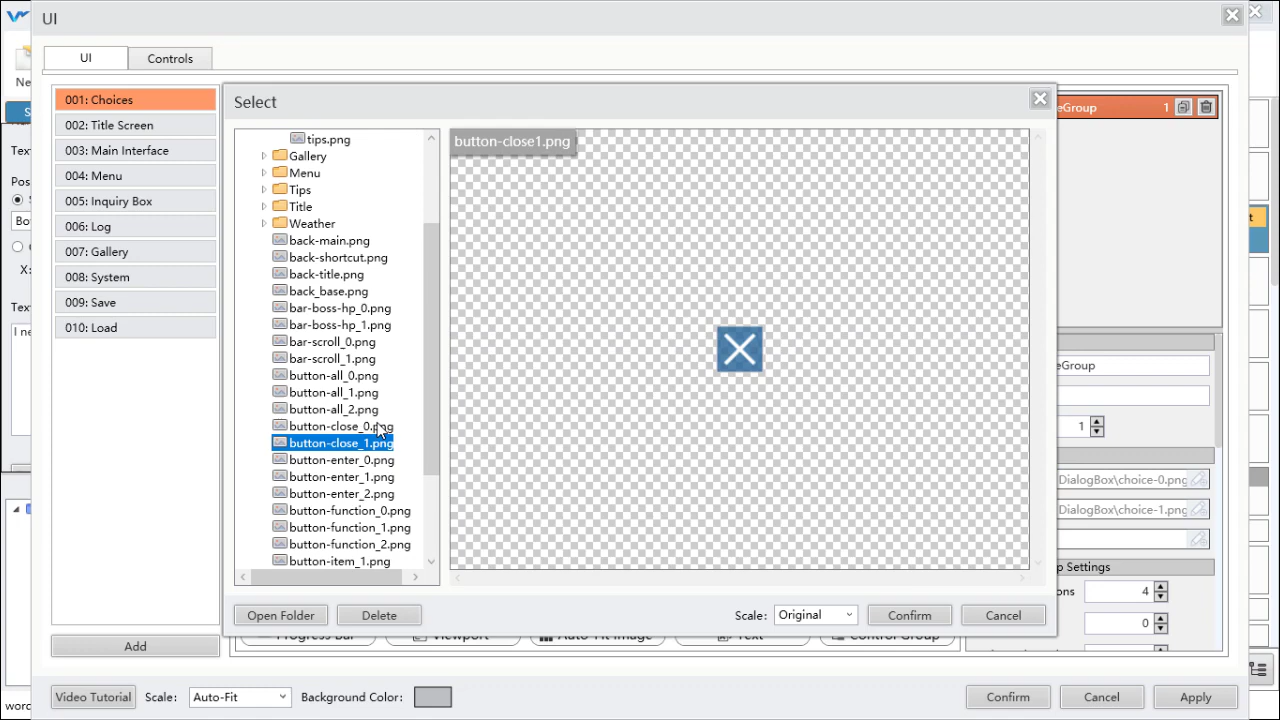 UI
UI
Controls
Ne
S
Tex
Pos
Bo
X:
Tex
I ne
word
001: Choices
002: Title Screen
003: Main Interface
004: Menu
005: Inquiry Box
006: Log
007: Gallery
008: System
009: Save
010: Load
Add
Select
tips.png
Gallery
Menu
Tips
Title
Weather
back-main.png
back-shortcut.png
back-title.png
back_base.png
bar-boss-hp_0.png
bar-boss-hp_1.png
bar-scroll_0.png
bar-scroll_1.png
button-all_0.png
button-all_1.png
button-all_2.png
button-close_0.png
button-close_1.png
button-enter_0.png
button-enter_1.png
button-enter_2.png
button-function_0.png
button-function_1.png
button-function_2.png
button-item_1.png
button-close1.png
Open Folder
Delete
Scale:
Original
Confirm
Cancel
eGroup
1
eGroup
1
DialogBox\choice-0.png
DialogBox\choice-1.png
p Settings
ons
4
0
t
Progress Bar
Viewport
Auto-Fit Image
Text
Control Group
Video Tutorial
Scale:
Auto-Fit
Background Color:
Confirm
Cancel
Apply